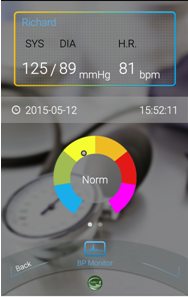 Richard
SYS DIA H.R.
125 / 89 mmHg 81 bpm
2015-05-12 15:52:11
Norm
Back
BP Monitor